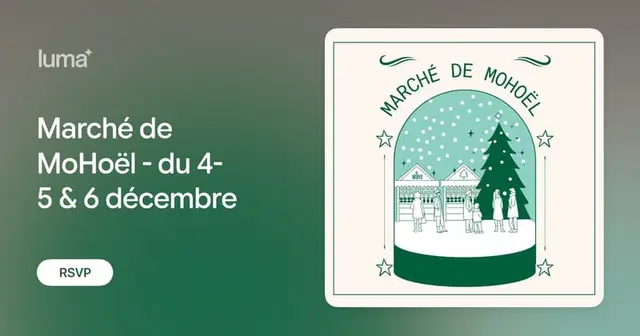 luma
Marché de
MoHoël - du 4-
5 & 6 décembre
RSVP
MARCHÉ DE MOHOËL